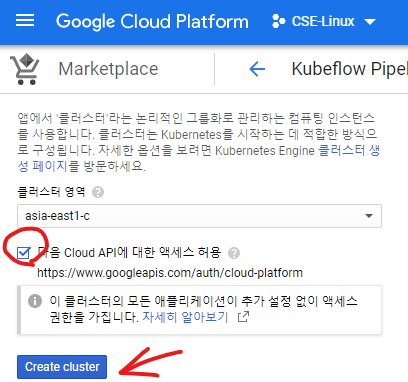 Google Cloud Platform
CSE-Linux
Marketplace
Kubeflow Pipel
앱에서 '클러스터'라는 논리적인 그룹화로 관리하는 컴퓨팅 인스턴스
를 사용합니다. 클러스터는 Kubernetes를 시작하는 데 적합한 방식으
로 구성됩니다. 자세한 옵션을 보려면 Kubernetes Engine 클러스터 생
성 페이지를 방문하세요.
클러스터 영역
asia-east1-c
다음 Cloud API에 대한 액세스 허용
https://www.googleapis.com/auth/cloud-platform
이 클러스터의 모든 애플리케이션이 추가 설정 없이 액세스
권한을 가집니다. 자세히 알아보기
Create cluster